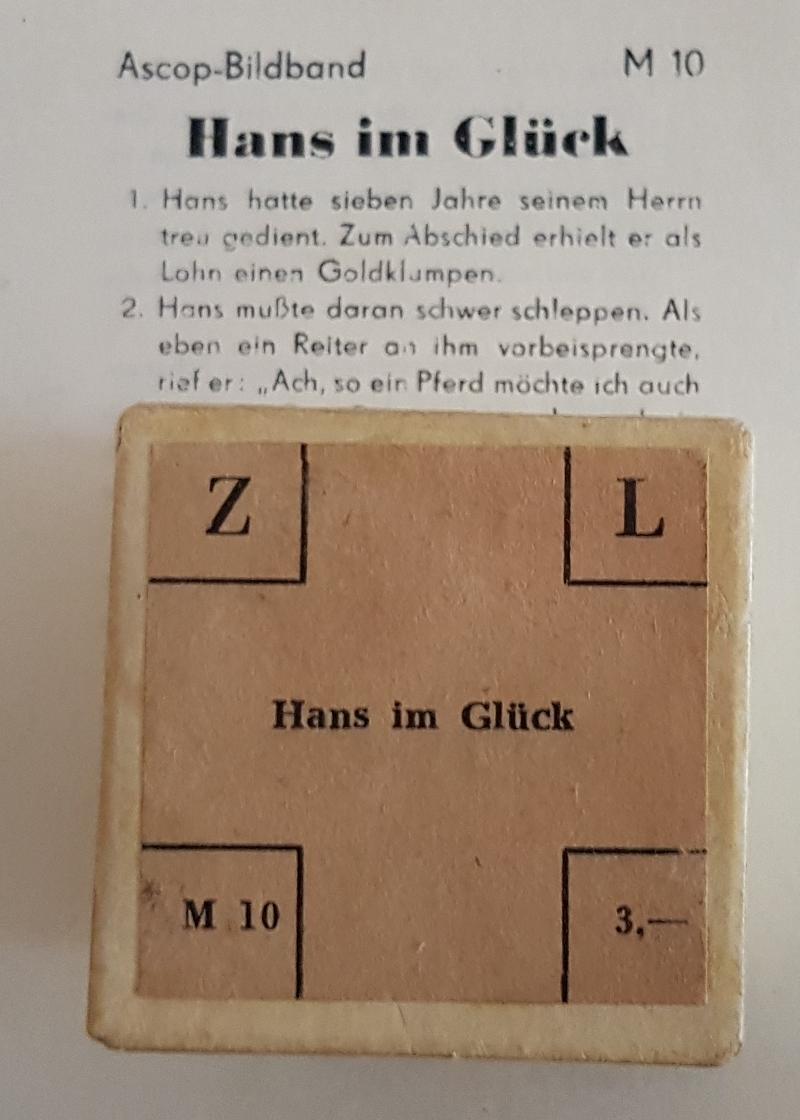 Ascop-Bildband M 10
Hans im Glück
1. Hans hatte sieben Jahre seinem Herrn
treu gedient. Zum Abschied erhielt er als
Lohn einen Goldklumpen.
2. Hans mußte daran schwer schleppen. Als
eben ein Reiter an ihm vorbeisprengte,
rief er: „Ach, so ein Pferd möchte ich auch
Z L
Hans im Glück
M 10 3,—